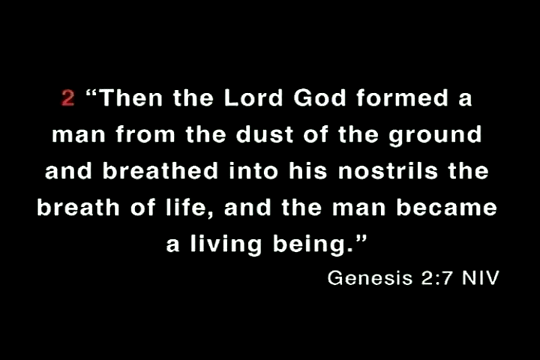 2 “Then the Lord God formed a
man from the dust of the ground
and breathed into his nostrils the
breath of life, and the man became
a living being.”
Genesis 2:7 NIV